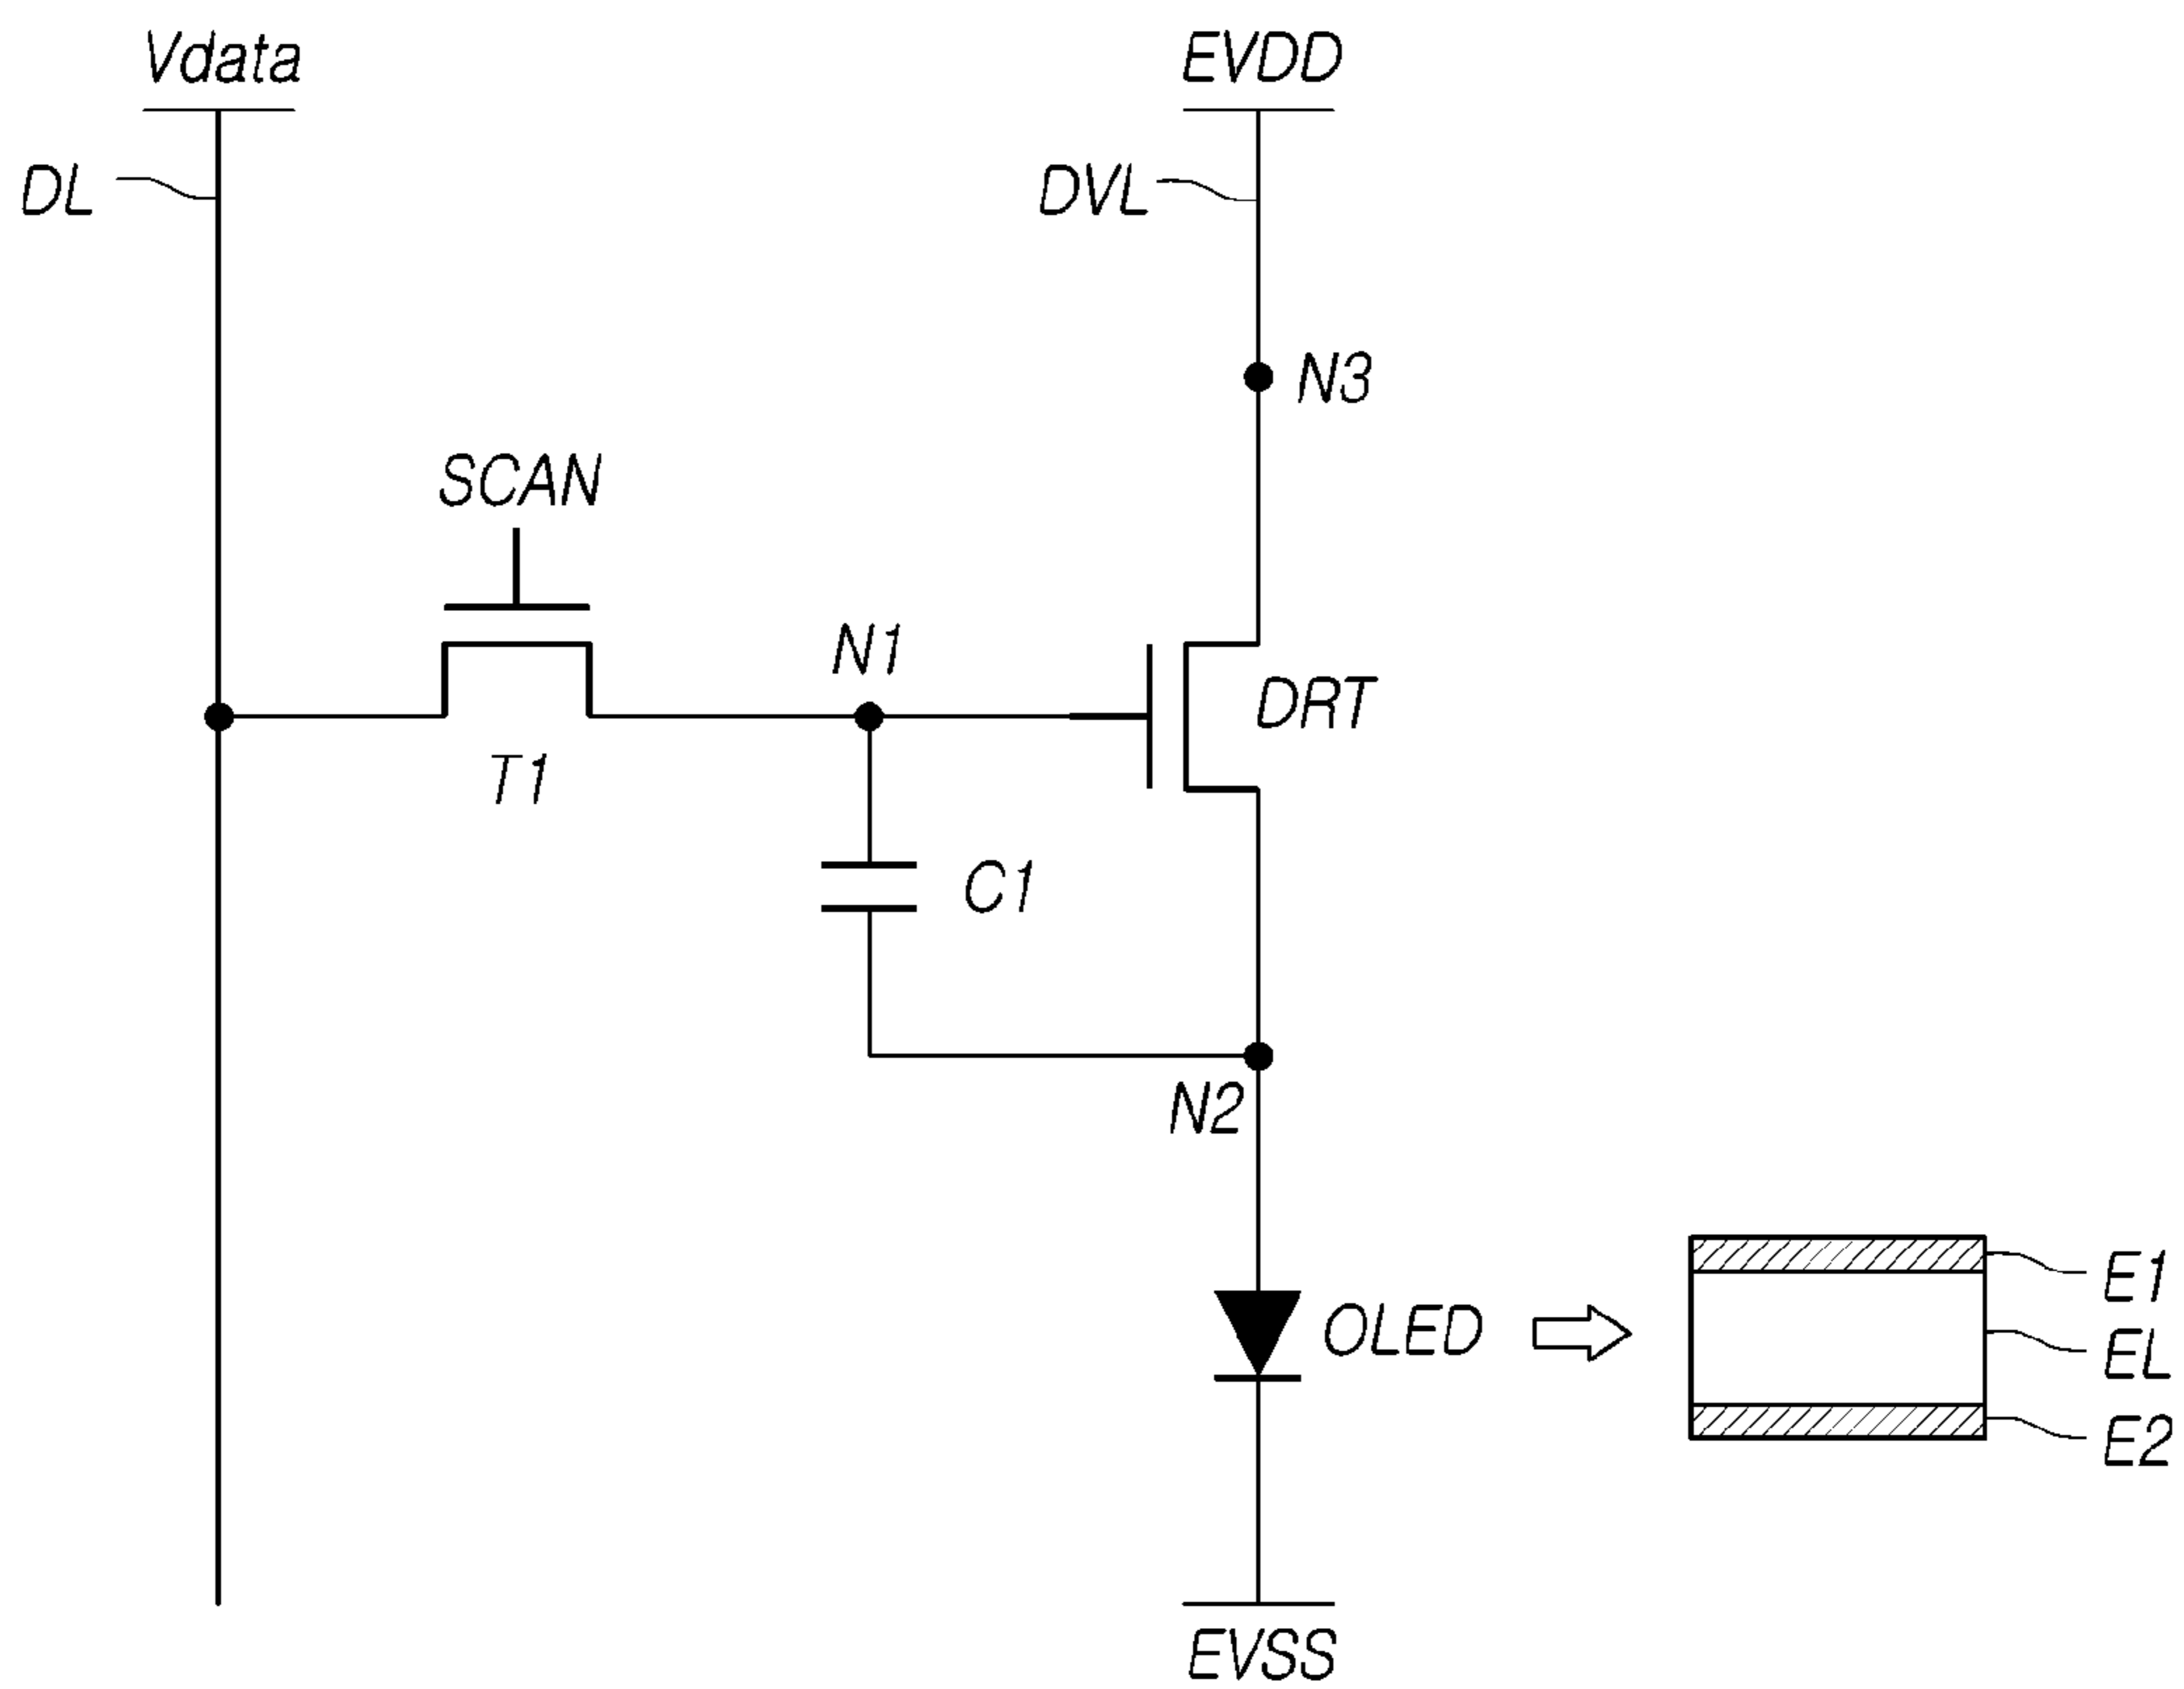 Vdata
EVDD
DL
DVL
N3
SCAN
N1
DRT
T1
C1
N2
E1
OLED
EL
E2
EVSS